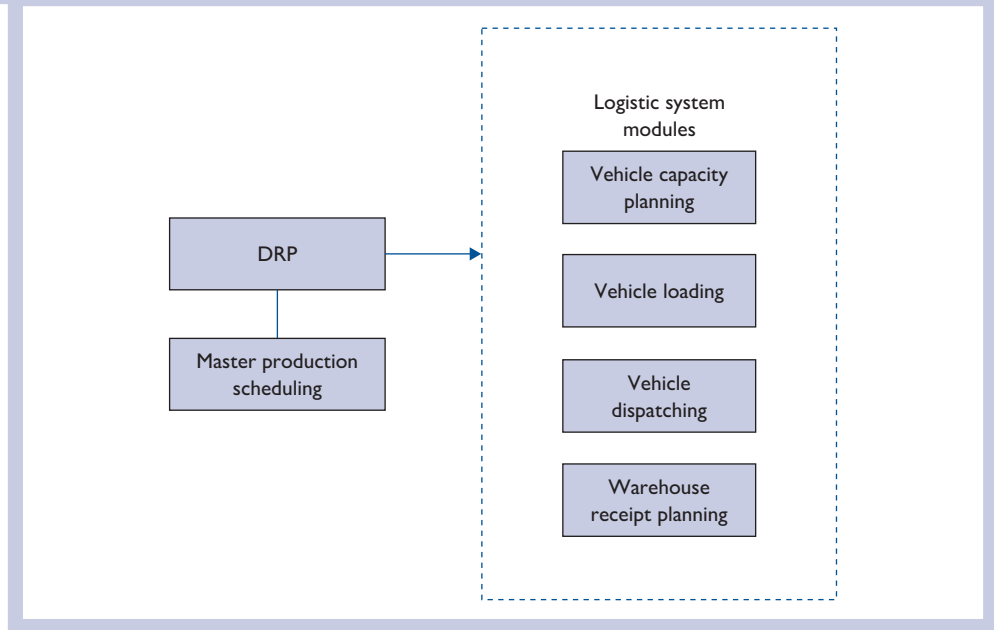 Logistic system
modules
Vehicle capacity
planning
DRP
Vehicle loading
Master production
scheduling
Vehicle
dispatching
Warehouse
receipt planning